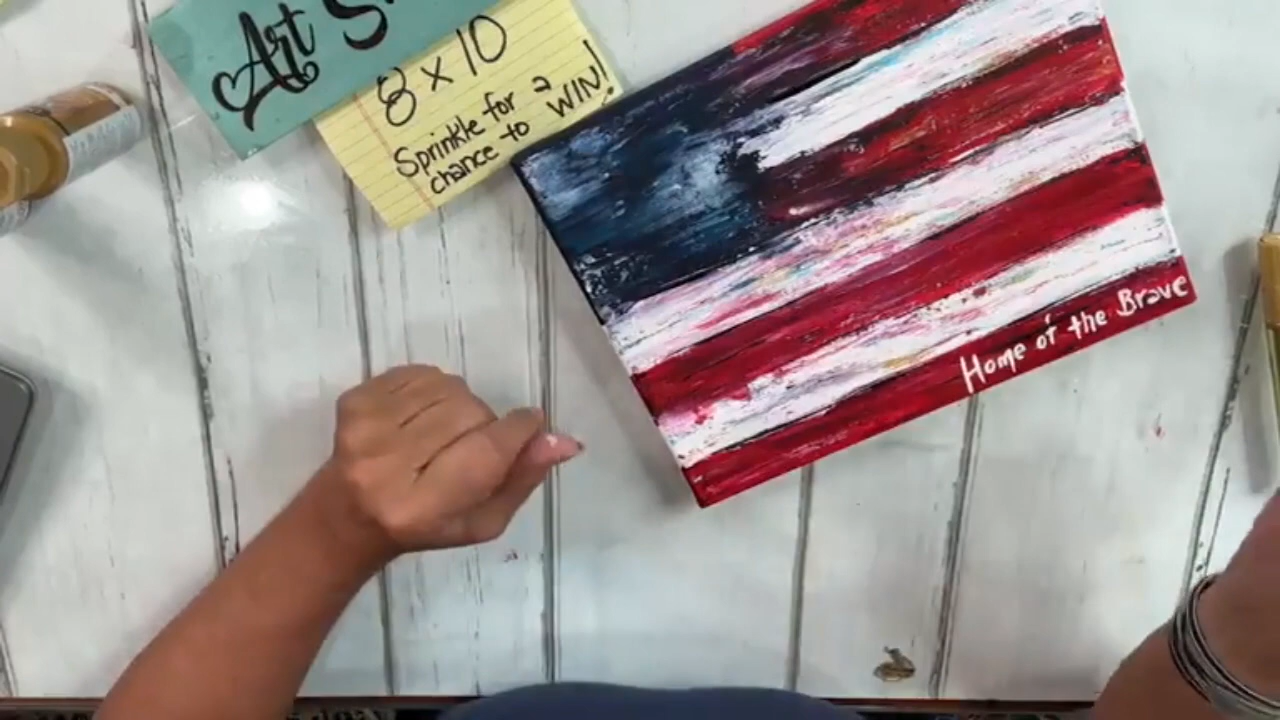 Art S
8 x 10
Sprinkle for a
chance to WIN!
Home of the Brave